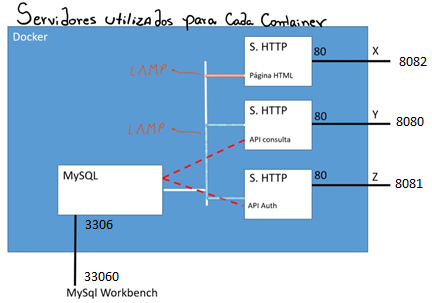 Servidores utilizados para Cada Container
Docker
S. HTTP
80
X
8082
LAMP
Página HTML
S. HTTP
80
Y
8080
LAMP
API consulta
MySQL
S. HTTP
80
Z
8081
API Auth
3306
33060
MySql Workbench